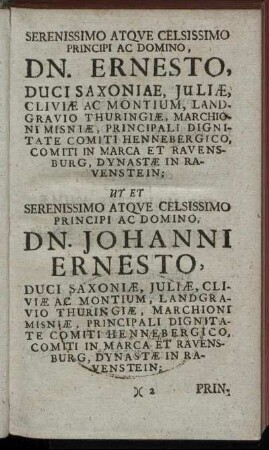 SERENISSIMO ATQVE CELSISSIMO
PRINCIPI AC DOMINO,
DN. ERNESTO,
DUCI SAXONIAE, JULIÆ,
CLIVIÆ AC MONTIUM, LAND-
GRAVIO THURINGIÆ, MARCHIO-
NI MISNIÆ, PRINCIPALI DIGNI-
TATE COMITI HENNEBERGICO,
COMITI IN MARCA ET RAVENS-
BURG, DYNASTÆ IN RA-
VENSTEIN;
UT ET
SERENISSIMO ATQVE CELSISSIMO
PRINCIPI AC DOMINO,
DN. JOHANNI
ERNESTO,
DUCI SAXONIÆ, JULIÆ, CLI-
VIÆ AC MONTIUM, LANDGRA-
VIO THURINGIÆ, MARCHIONI
MISNIÆ, PRINCIPALI DIGNITA-
TE COMITI HENNEBERGICO,
COMITI IN MARCA ET RAVENS-
BURG, DYNASTÆ IN RA-
VENSTEIN;
)( 2 PRIN-